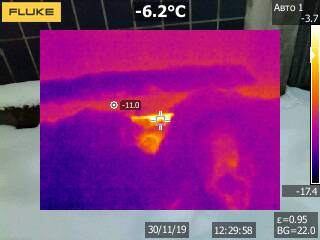 FLUKE
-6.2°C
Авто 1
-3.7
-11.0
-17.4
ε=0.95
BG=22.0
30/11/19
12:29:58